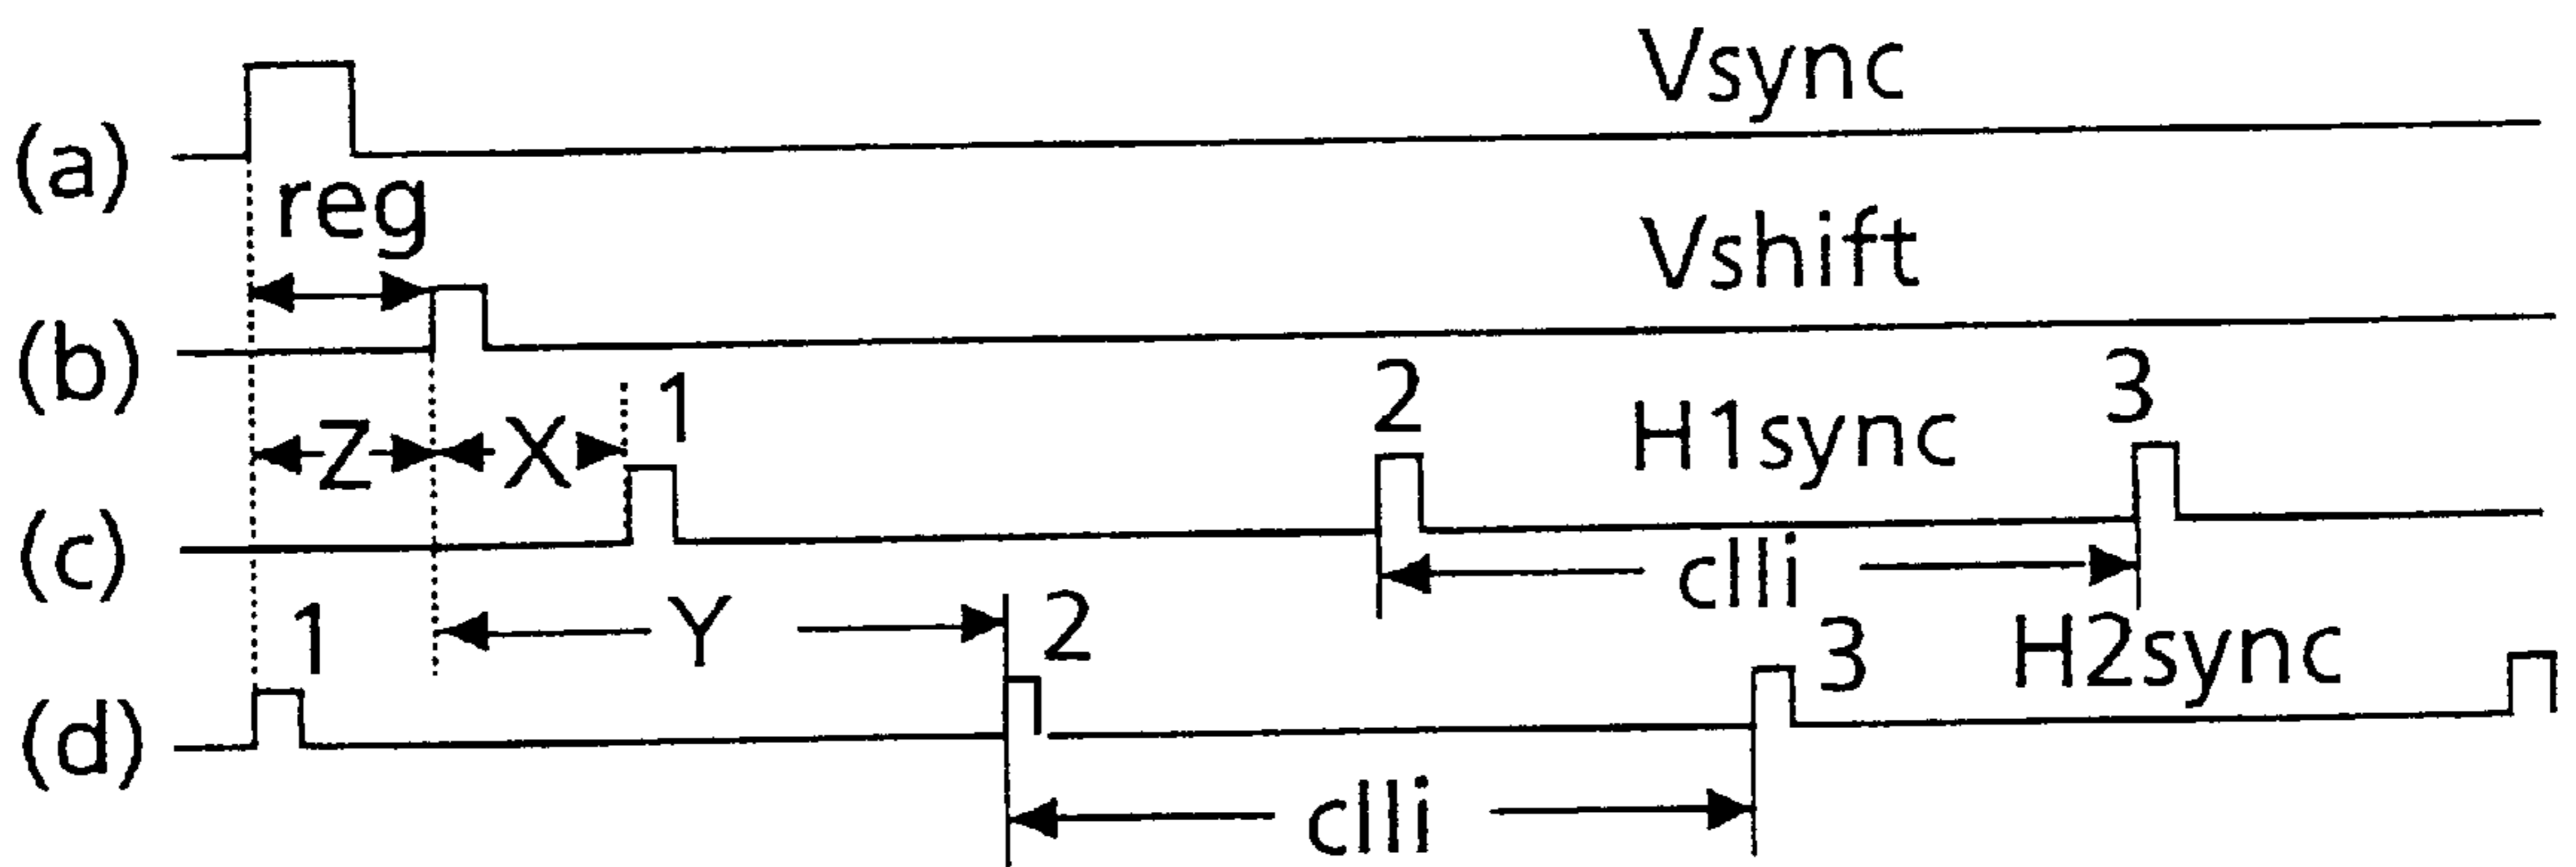 Vsync
(a)
reg
Vshift
(b)
1
2
3
Z
X
H1sync
(c)
clli
1
Y
2
3
H2sync
(d)
clli